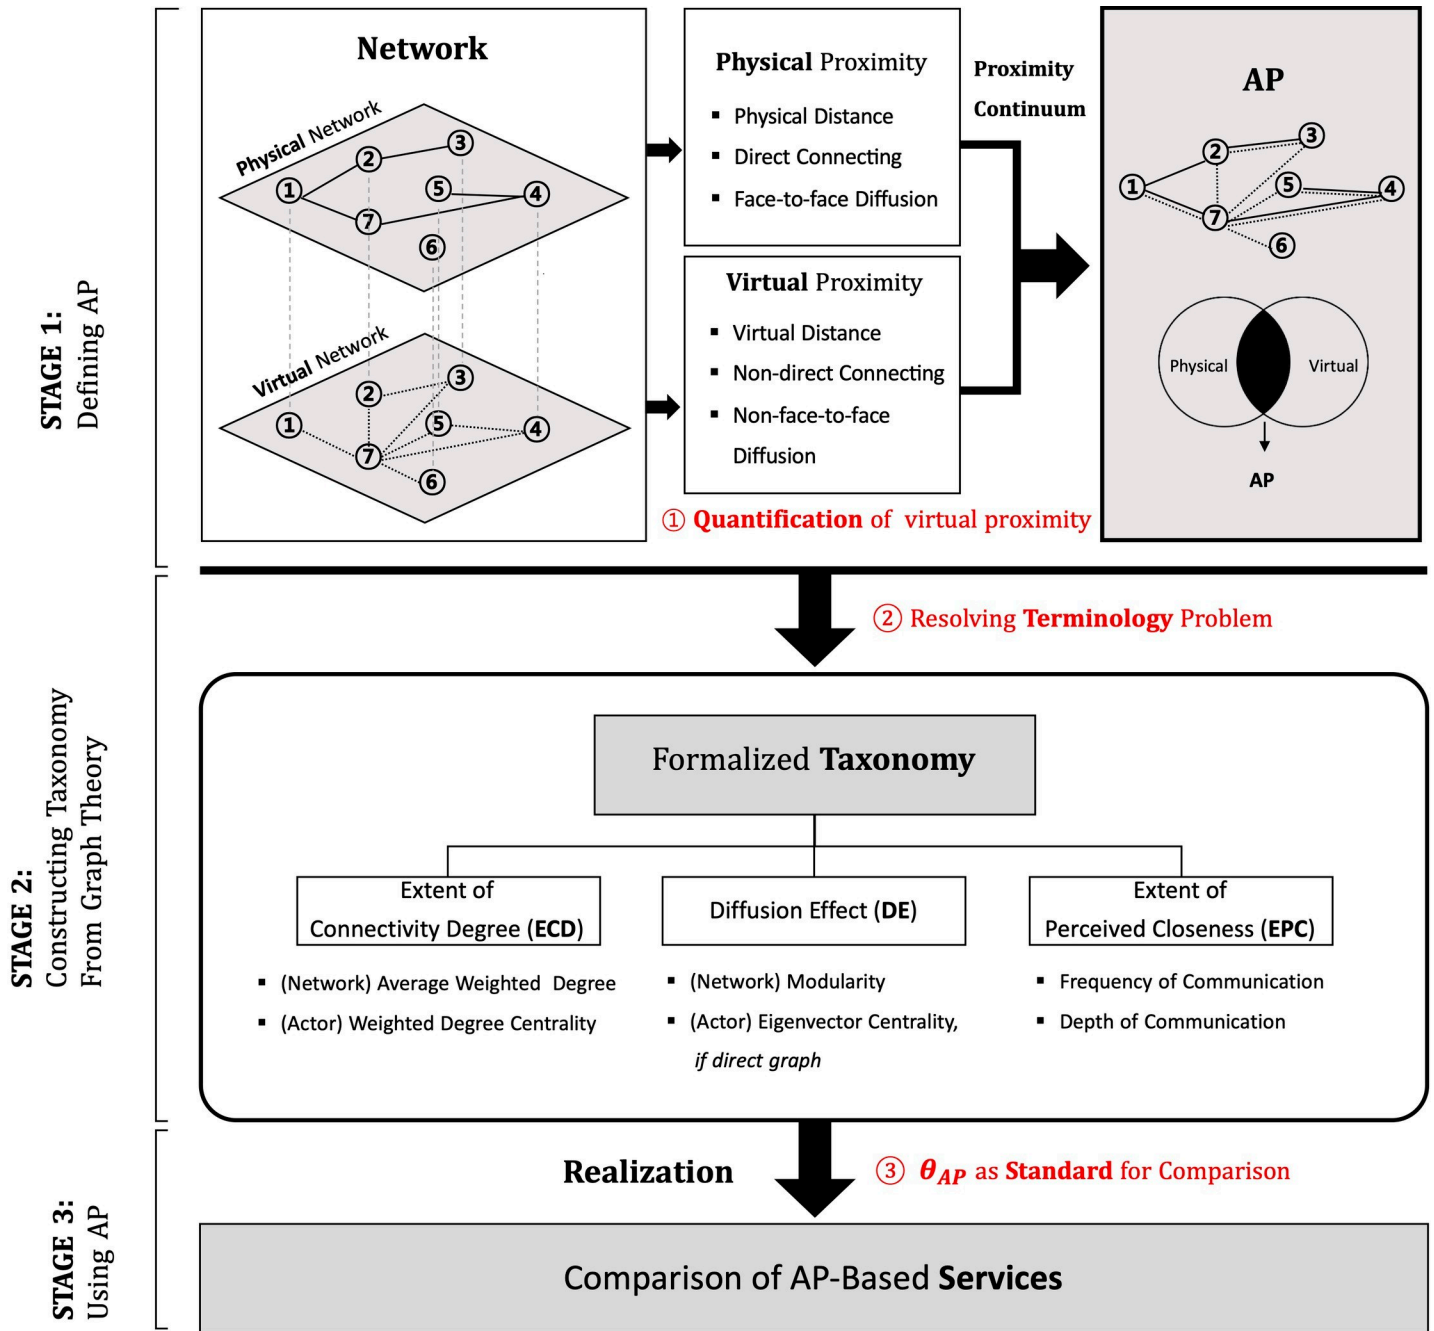 STAGE 1:
Defining AP
Network
Physical Network
1
2
3
4
5
6
7
Virtual Network
1
2
3
4
5
6
7
Physical Proximity
▪ Physical Distance
▪ Direct Connecting
▪ Face-to-face Diffusion
Virtual Proximity
▪ Virtual Distance
▪ Non-direct Connecting
▪ Non-face-to-face
Diffusion
① Quantification of virtual proximity
Proximity
Continuum
AP
1
2
3
4
5
6
7
Physical
Virtual
AP
② Resolving Terminology Problem
STAGE 2:
Constructing Taxonomy
From Graph Theory
Formalized Taxonomy
Extent of
Connectivity Degree (ECD)
▪ (Network) Average Weighted Degree
▪ (Actor) Weighted Degree Centrality
Diffusion Effect (DE)
▪ (Network) Modularity
▪ (Actor) Eigenvector Centrality,
if direct graph
Extent of
Perceived Closeness (EPC)
▪ Frequency of Communication
▪ Depth of Communication
STAGE 3:
Using AP
Realization
③ θAP as Standard for Comparison
Comparison of AP-Based Services